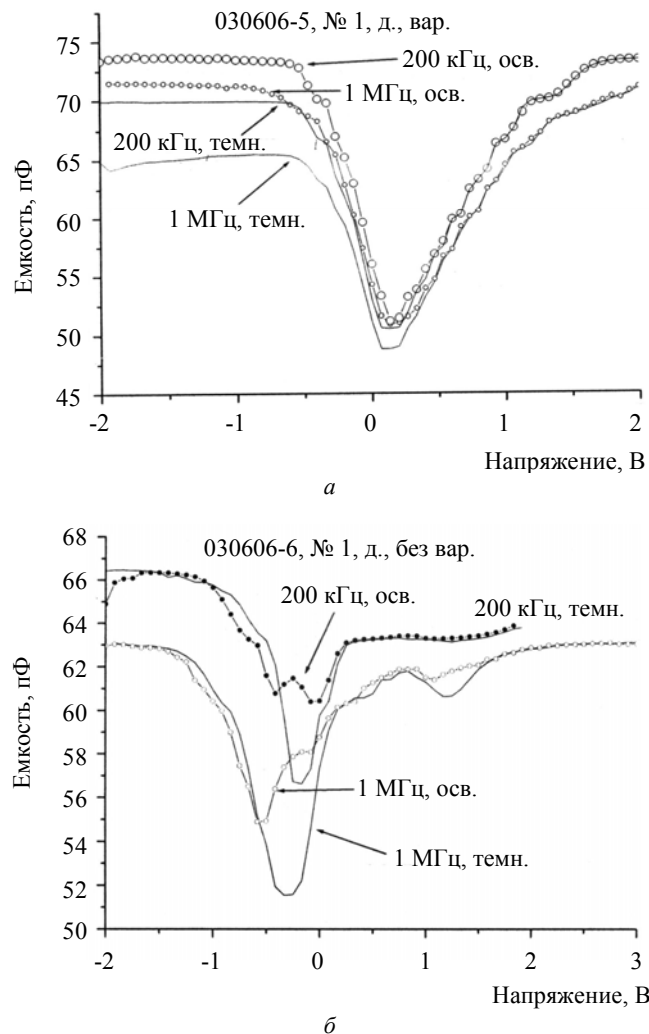 030606-5, № 1, д., вар.
75
200 кГц, осв.
1 МГц, осв.
70
200 кГц, темн.
65
1 МГц, темн.
60
55
50
45
Емкость, пФ
-2 -1 0 1 2
Напряжение, В
а
68
030606-6, № 1, д., без вар.
66
200 кГц, осв.
200 кГц, темн.
64
62
60
58
56
1 МГц, осв.
54
1 МГц, темн.
52
50
Емкость, пФ
-2 -1 0 1 2 3
Напряжение, В
б